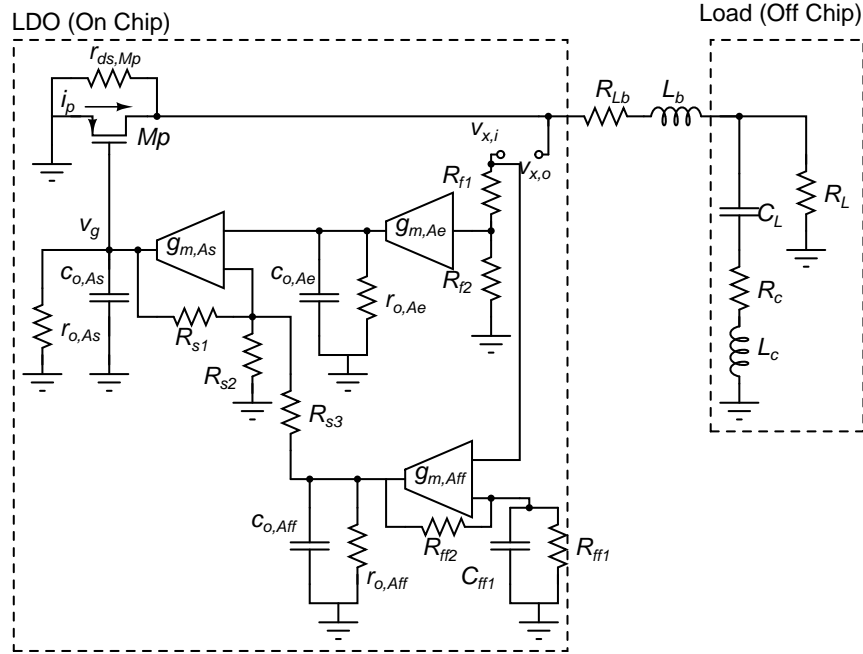 LDO (On Chip)
Load (Off Chip)
r_ds,Mp
i_p
Mp
R_Lb
L_b
v_x,i
v_x,o
R_f1
R_L
C_L
v_g
g_m,As
g_m,Ae
c_o,As
c_o,Ae
R_f2
r_o,As
r_o,Ae
R_c
R_s1
L_c
R_s2
R_s3
g_m,Aff
c_o,Aff
R_ff2
R_ff1
r_o,Aff
C_ff1